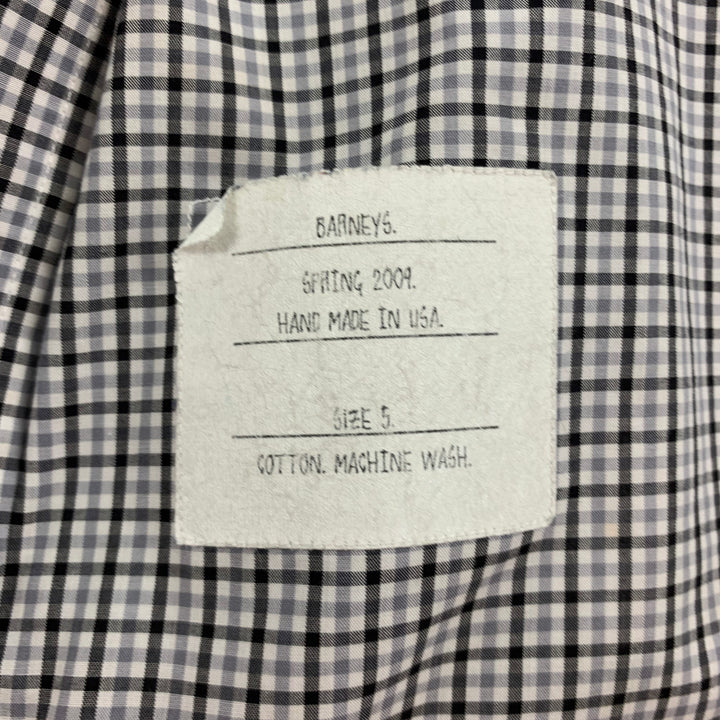 BARNEYS.
SPRING 2009.
HAND MADE IN USA.
SIZE 5.
COTTON. MACHINE WASH.